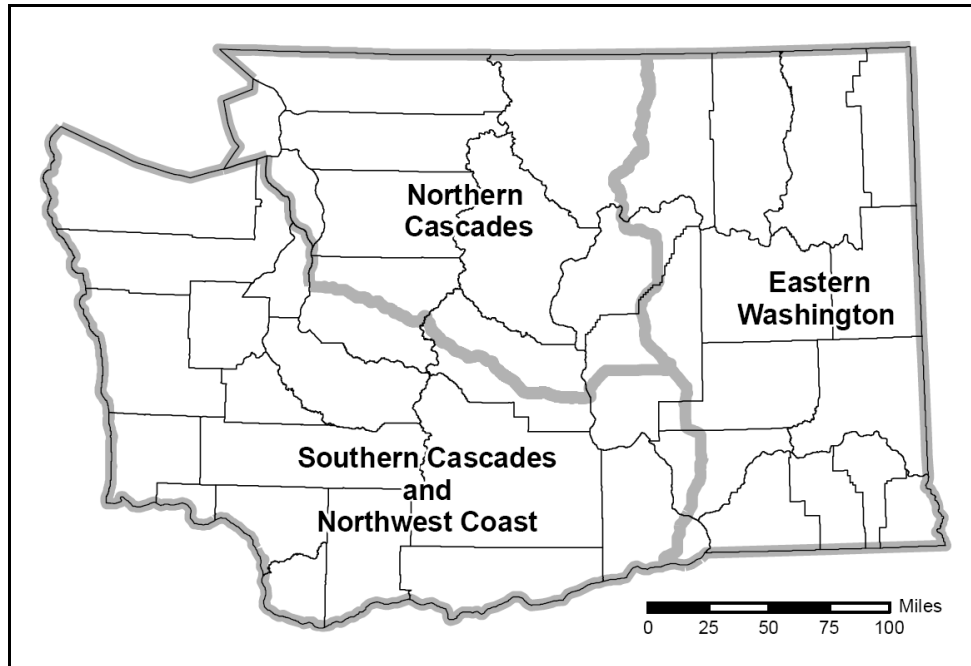 Northern
Cascades
Eastern
Washington
Southern Cascades
and
Northwest Coast
Miles
0 25 50 75 100